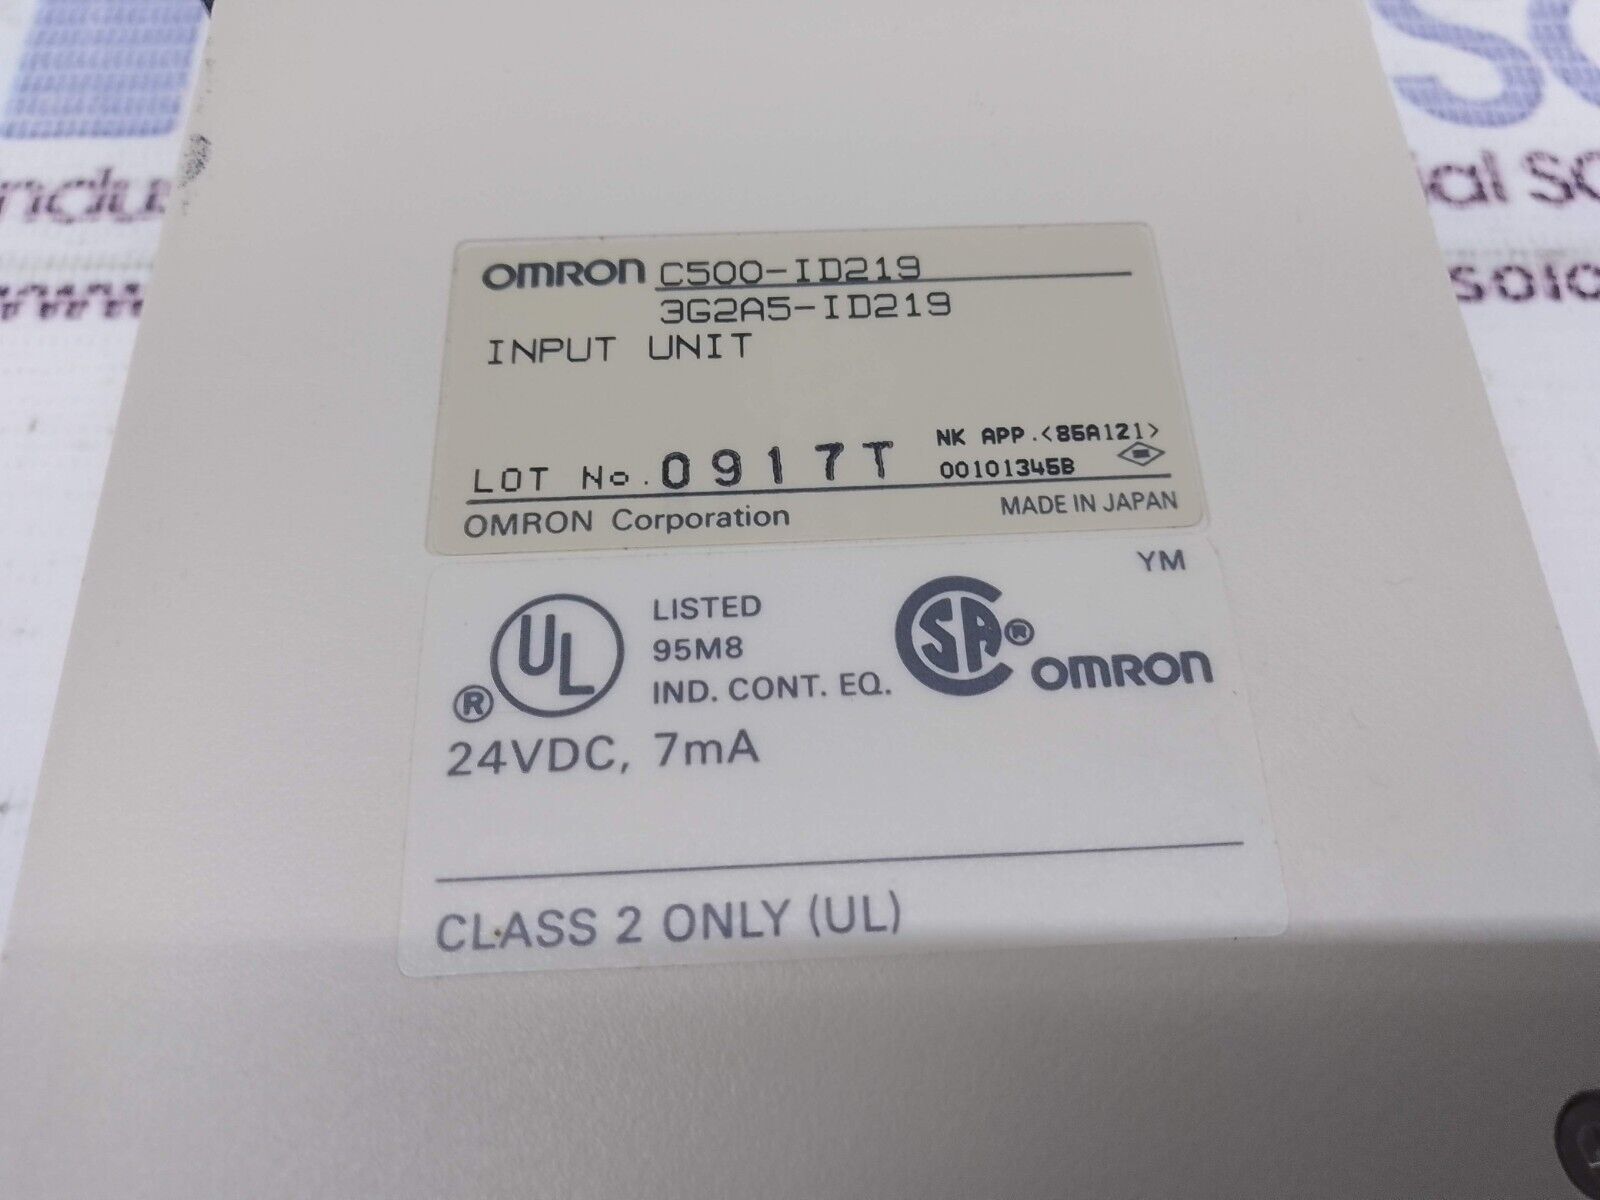 OMRON C500-ID219
3G2A5-ID219
INPUT UNIT
LOT No. 0917T
NK APP.<85A121>
00101345B
OMRON Corporation
MADE IN JAPAN
YM
UL
®
LISTED
95M8
IND. CONT. EQ.
CSA ®
OMRON
24VDC, 7mA
CLASS 2 ONLY (UL)